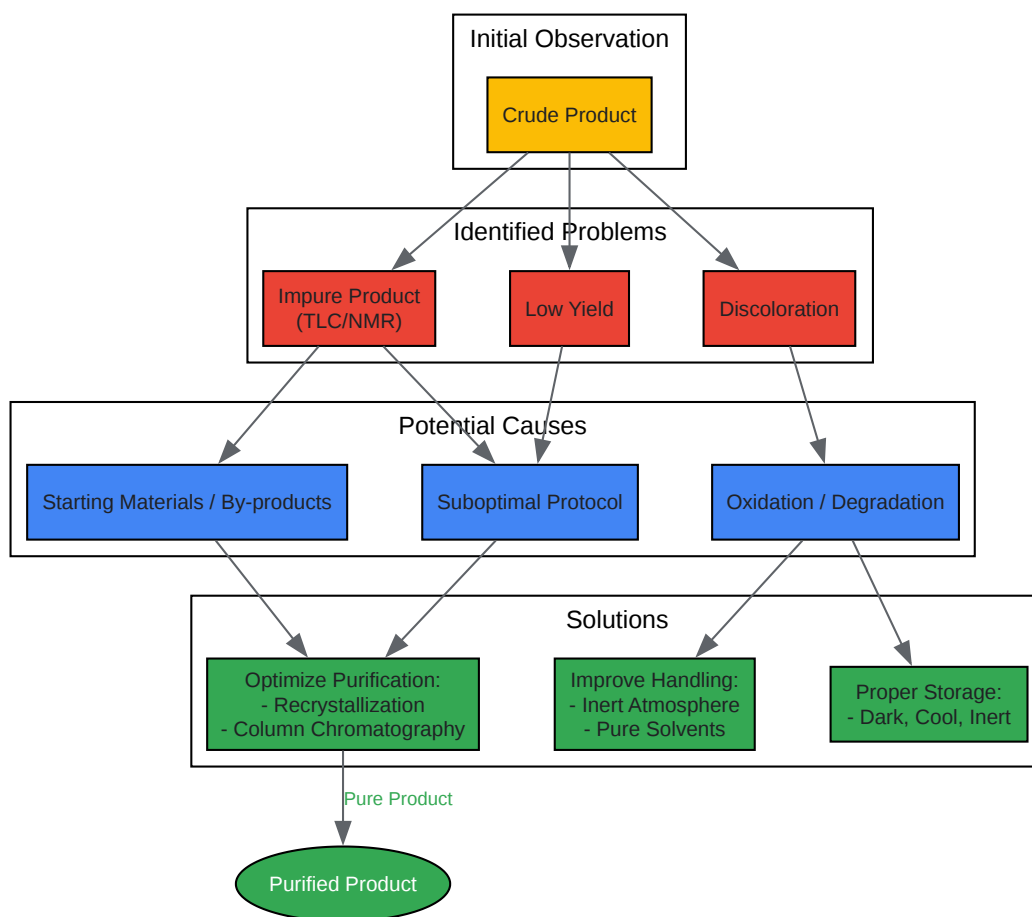 Initial Observation
Crude Product
Identified Problems
Impure Product
(TLC/NMR)
Low Yield
Discoloration
Potential Causes
Starting Materials / By-products
Suboptimal Protocol
Oxidation / Degradation
Solutions
Optimize Purification:
- Recrystallization
- Column Chromatography
Improve Handling:
- Inert Atmosphere
- Pure Solvents
Proper Storage:
- Dark, Cool, Inert
Pure Product
Purified Product